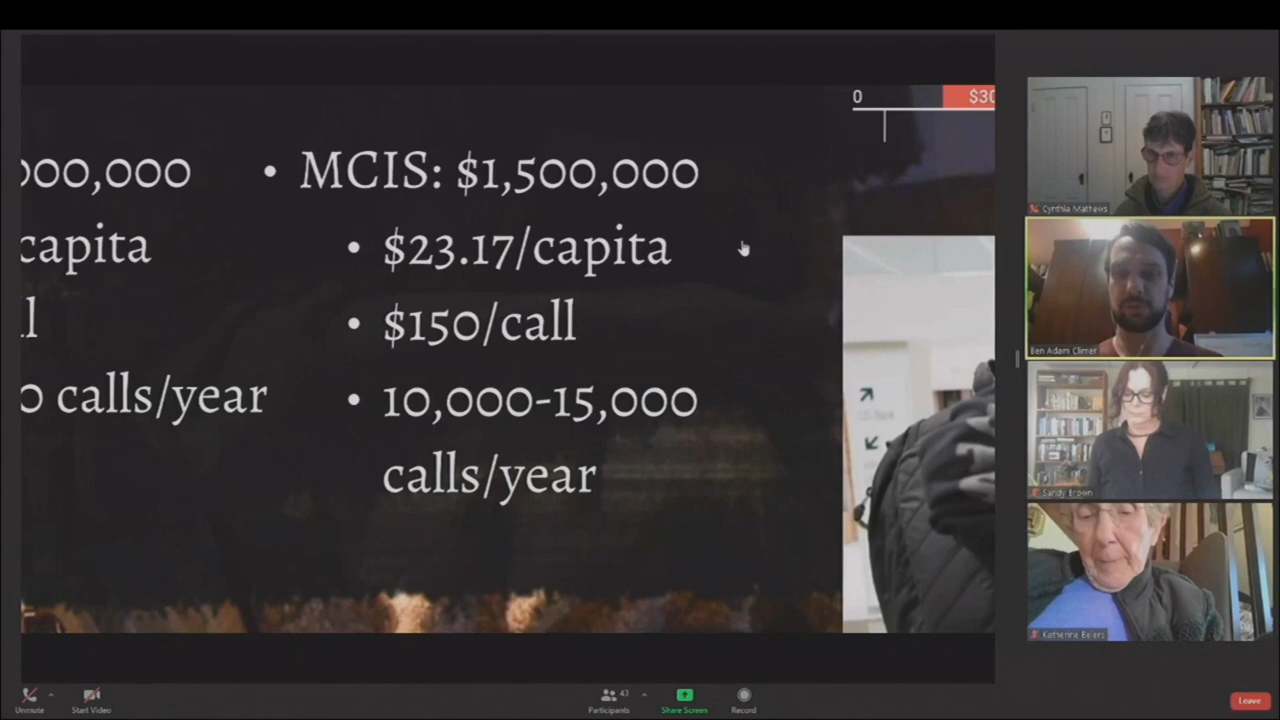 000,000
capita
0 calls/year
• MCIS: $1,500,000
• $23.17/capita
• $150/call
• 10,000-15,000
calls/year
0
$30
Cynthia Mathews
Ben Adam Climer
Sandy Brown
Katherine Beiers
Unmute
Start Video
Participants
43
Share Screen
Record
Leave